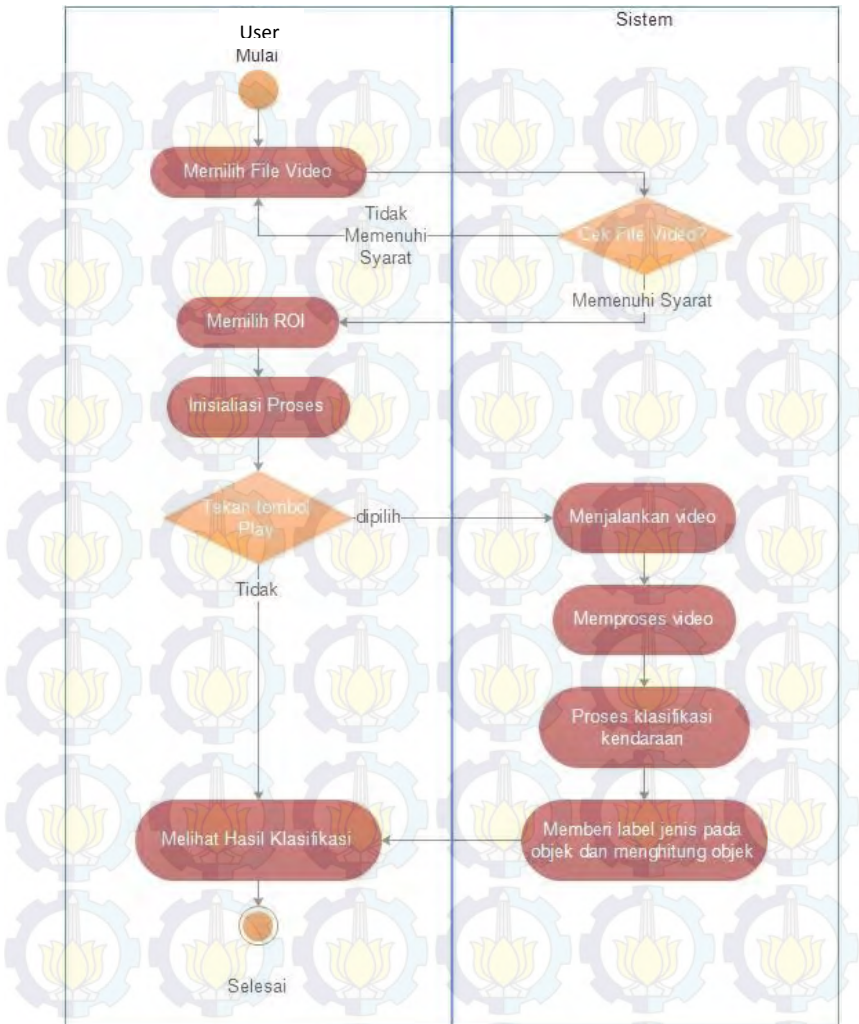 User
Sistem
Mulai
Memilih File Video
Tidak
Memenuhi
Syarat
Cek File Video?
Memenuhi Syarat
Memilih ROI
Inisialiasi Proses
Tekan tombol
Play
dipilih
Menjalankan video
Tidak
Memproses video
Proses klasifikasi
kendaraan
Melihat Hasil Klasifikasi
Memberi label jenis pada
objek dan menghitung objek
Selesai